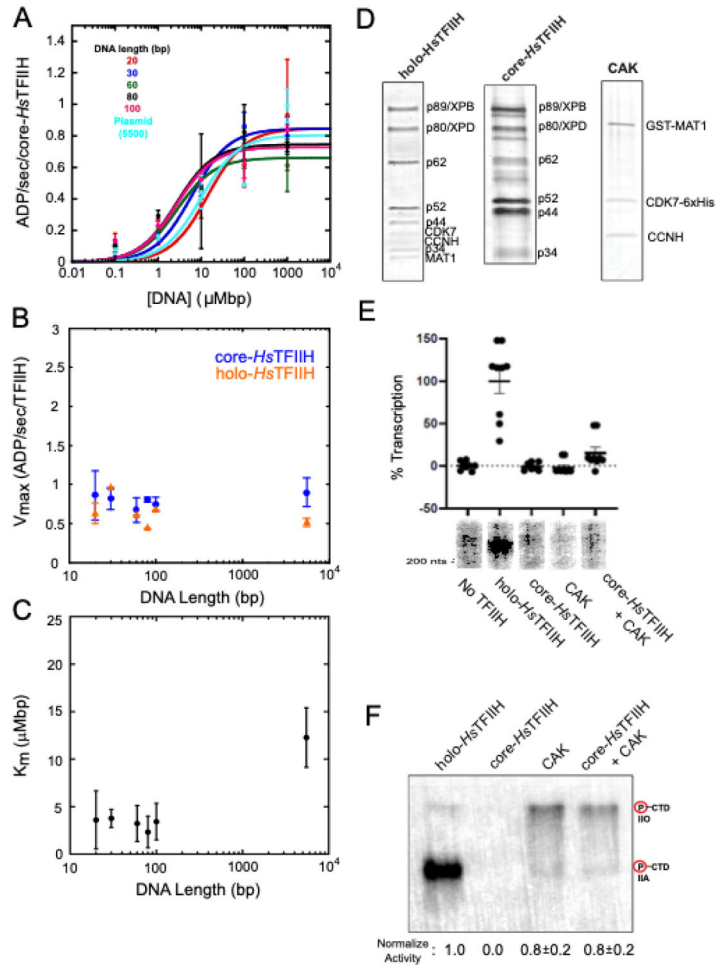 A
ADP/sec/core-HsTFIIH
1.4
1.2
1
0.8
0.6
0.4
0.2
0
DNA length (bp)
20
30
60
80
100
Plasmid
(5500)
0.01 0.1 1 10 100 1000 10⁴
[DNA] (µMbp)
B
Vmax (ADP/sec/TFIIH)
3
2.5
2
1.5
1
0.5
0
core-HsTFIIH
holo-HsTFIIH
10 100 1000 10⁴
DNA Length (bp)
C
Km (µMbp)
25
20
15
10
5
0
10 100 1000 10⁴
DNA Length (bp)
D
holo-HsTFIIH
p89/XPB
p80/XPD
p62
p52
p44
CDK7
CCNH
p34
MAT1
core-HsTFIIH
p89/XPB
p80/XPD
p62
p52
p44
p34
CAK
GST-MAT1
CDK7-6xHis
CCNH
E
% Transcription
150
100
50
0
-50
200 nts -
No TFIIH
holo-HsTFIIH
core-HsTFIIH
CAK
core-HsTFIIH
+ CAK
F
holo-HsTFIIH
core-HsTFIIH
CAK
core-HsTFIIH
+ CAK
P-CTD
IIO
P-CTD
IIA
Normalize
Activity : 1.0 0.0 0.8±0.2 0.8±0.2